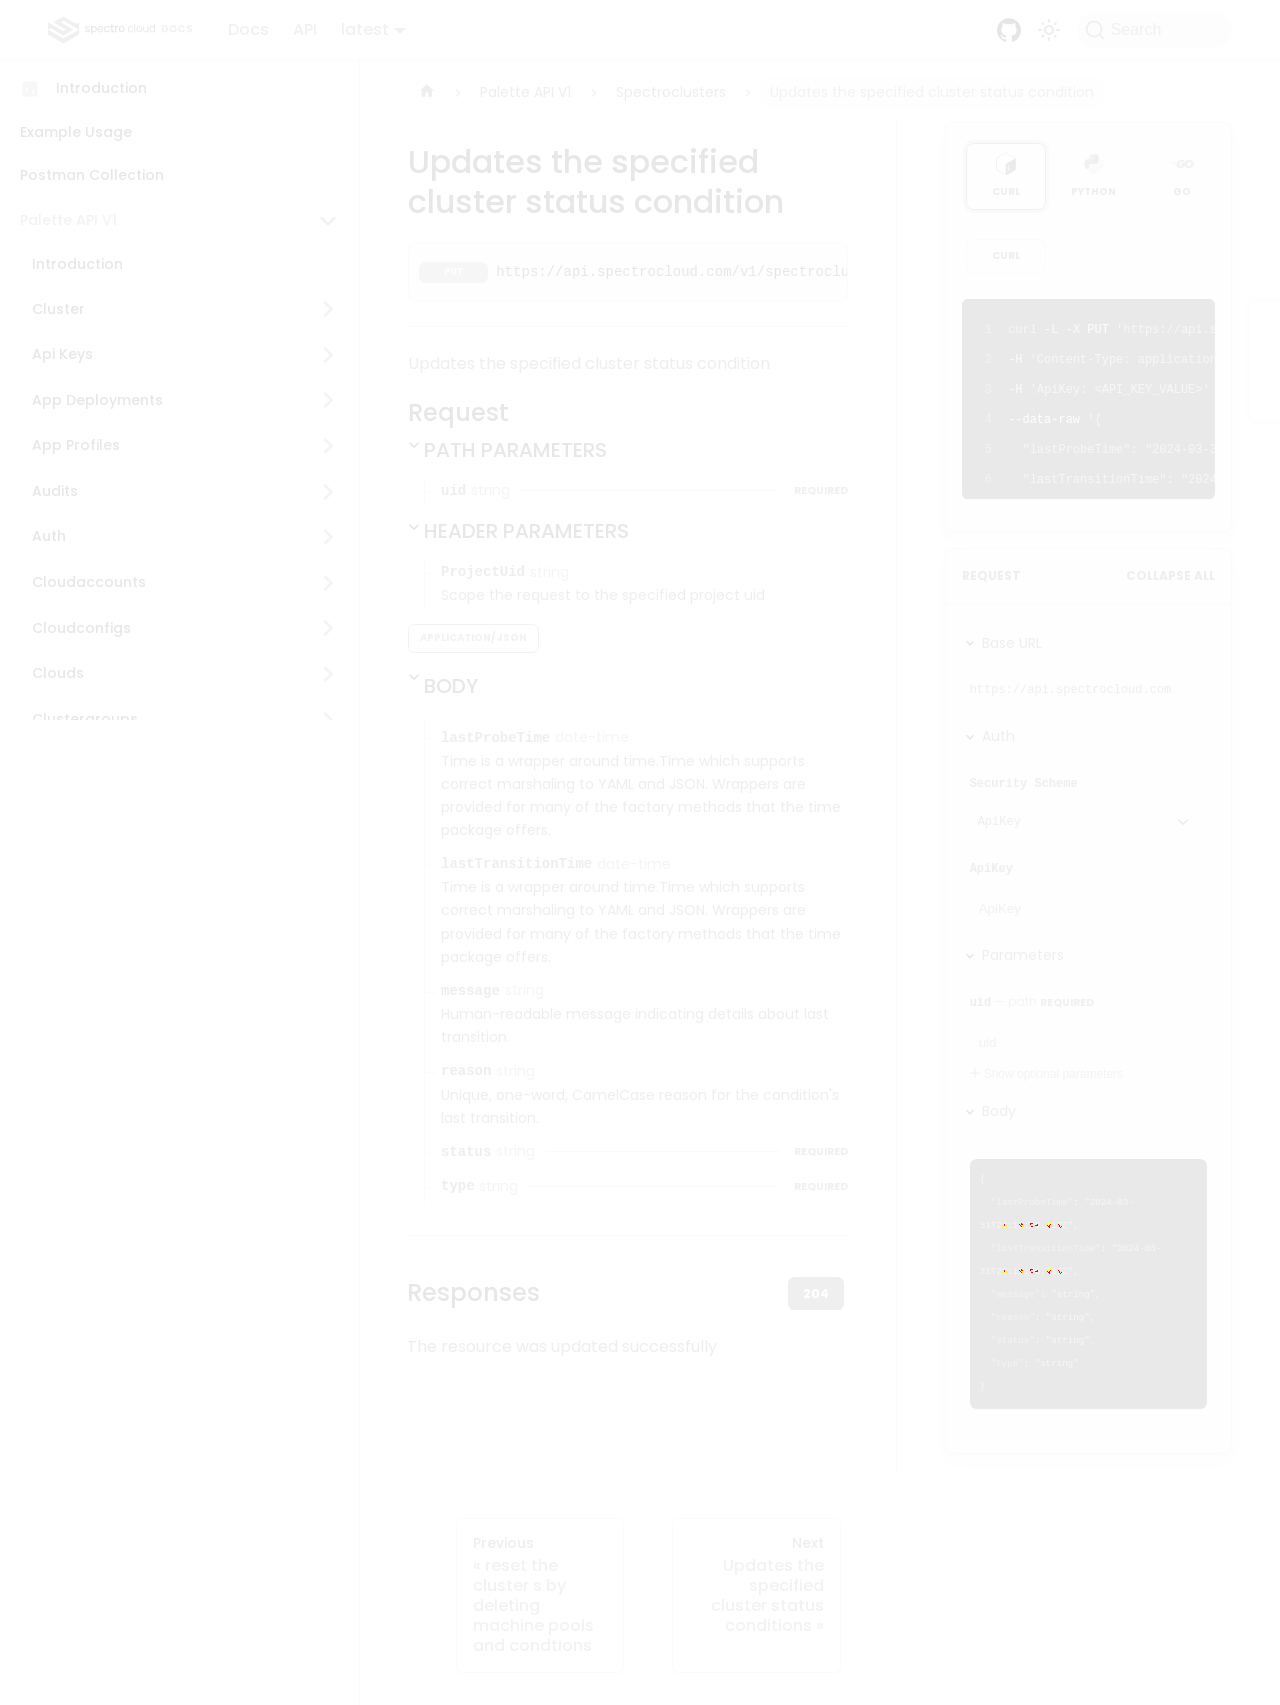 spectro cloud DOCS
Docs
API
latest
Search
Introduction
Example Usage
Postman Collection
Palette API V1
Introduction
Cluster
Api Keys
App Deployments
App Profiles
Audits
Auth
Cloudaccounts
Cloudconfigs
Clouds
Clustergroups
Palette API V1
Spectroclusters
Updates the specified cluster status condition
Updates the specified
cluster status condition
PUT https://api.spectrocloud.com/v1/spectroclu
Updates the specified cluster status condition
Request
PATH PARAMETERS
uid string REQUIRED
HEADER PARAMETERS
ProjectUid string
Scope the request to the specified project uid
APPLICATION/JSON
BODY
lastProbeTime date-time
Time is a wrapper around time.Time which supports
correct marshaling to YAML and JSON. Wrappers are
provided for many of the factory methods that the time
package offers.
lastTransitionTime date-time
Time is a wrapper around time.Time which supports
correct marshaling to YAML and JSON. Wrappers are
provided for many of the factory methods that the time
package offers.
message string
Human-readable message indicating details about last
transition.
reason string
Unique, one-word, CamelCase reason for the condition's
last transition.
status string REQUIRED
type string REQUIRED
Responses
204
The resource was updated successfully
CURL
PYTHON
GO
CURL
1 curl -L -X PUT 'https://api.s
2 -H 'Content-Type: application
3 -H 'ApiKey: <API_KEY_VALUE>'
4 --data-raw '{
5 "lastProbeTime": "2024-03-3
6 "lastTransitionTime": "2024
REQUEST
COLLAPSE ALL
Base URL
https://api.spectrocloud.com
Auth
Security Scheme
ApiKey
ApiKey
ApiKey
Parameters
uid — path REQUIRED
uid
+ Show optional parameters
Body
{
"lastProbeTime": "2024-03-
"lastTransitionTime": "2024-03-
"message": "string",
"reason": "string",
"status": "string",
"type": "string"
}
Previous
« reset the
cluster s by
deleting
machine pools
and condtions
Next
Updates the
specified
cluster status
conditions »